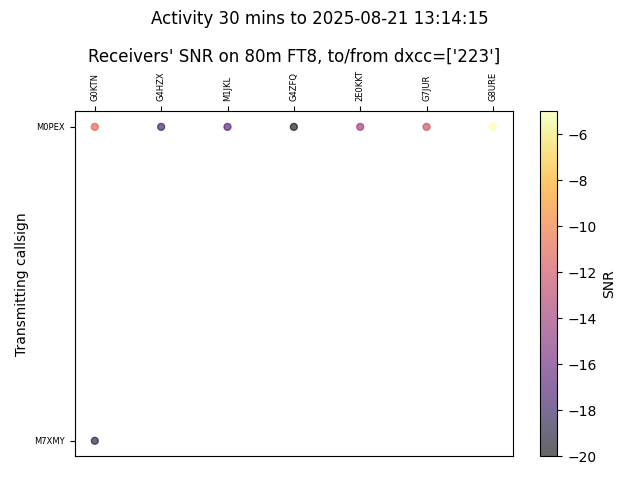 Activity 30 mins to 2025-08-21 13:14:15
Receivers' SNR on 80m FT8, to/from dxcc=['223']
G0KTN
G4HZX
M1JKL
G4ZFQ
2E0KKT
G7JUR
G8URE
M0PEX
M7XMY
Transmitting callsign
−6
−8
−10
−12
−14
−16
−18
−20
SNR